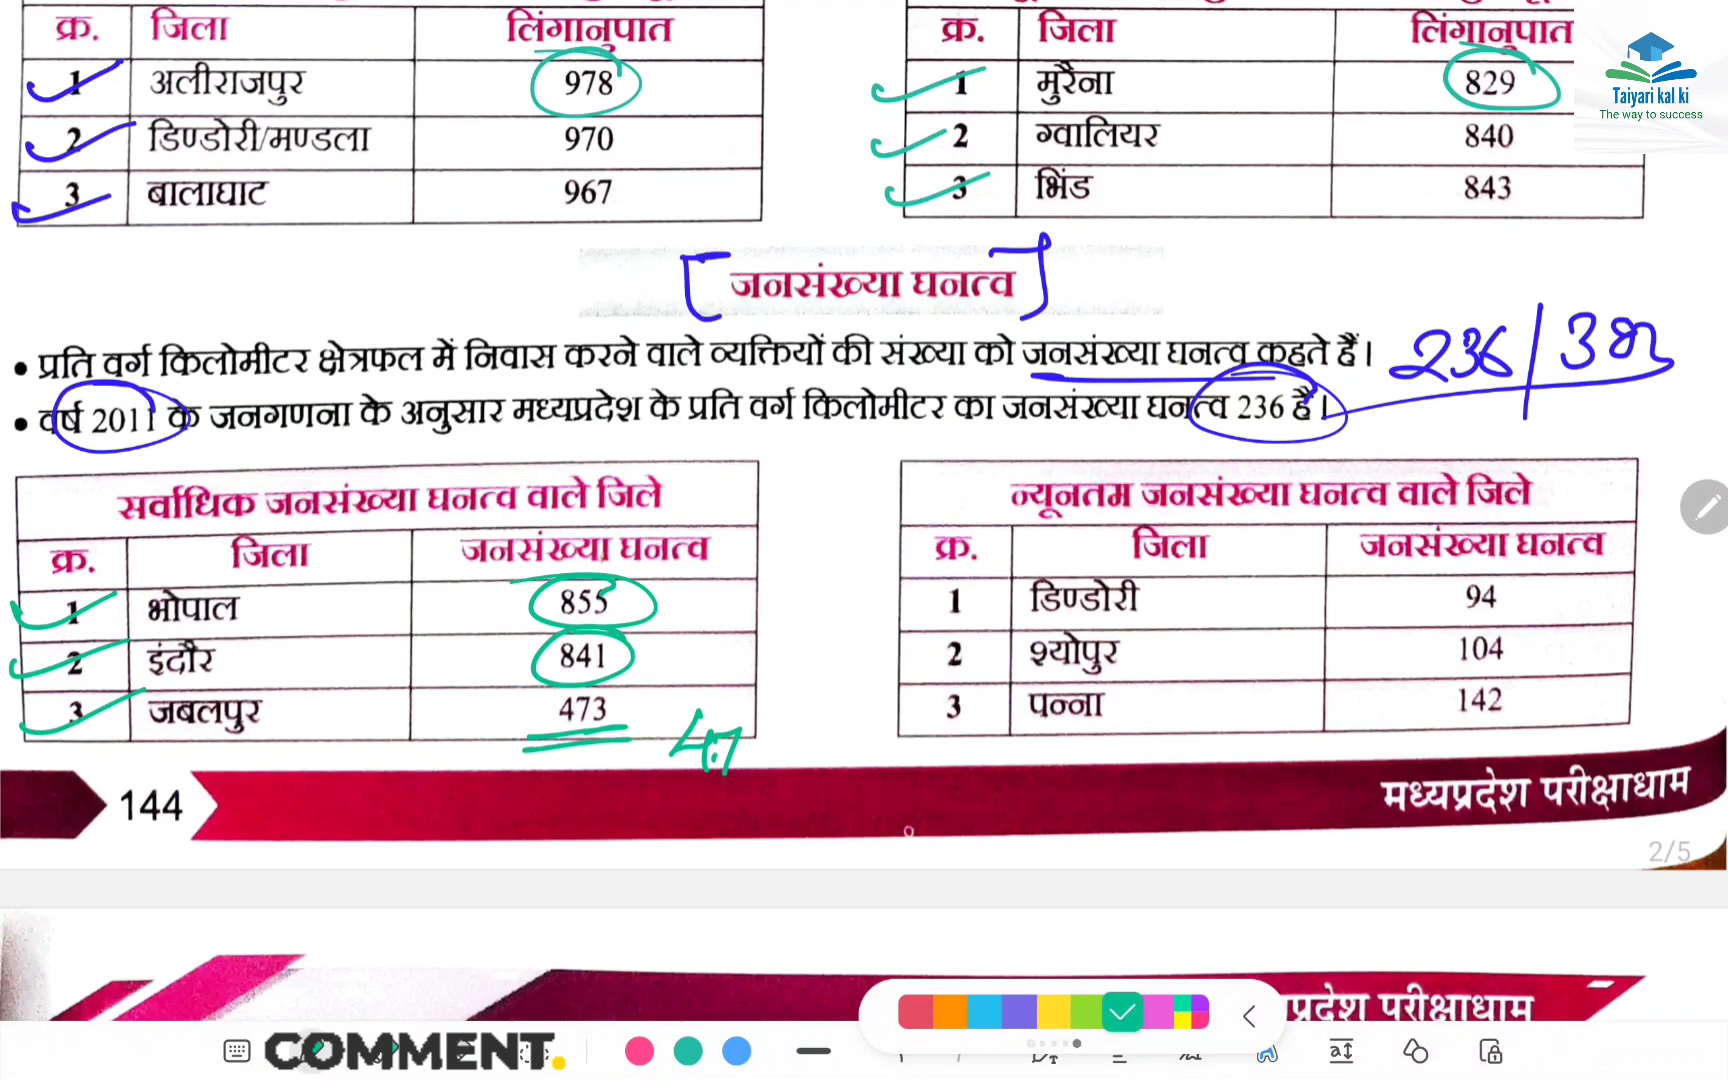 क्र. जिला लिंगानुपात
1 अलीराजपुर 978
2 डिण्डोरी/मण्डला 970
3 बालाघाट 967
क्र. जिला लिंगानुपात
1 मुरैना 829
2 ग्वालियर 840
3 भिंड 843
Taiyari kal ki
The way to success
जनसंख्या घनत्व
• प्रति वर्ग किलोमीटर क्षेत्रफल में निवास करने वाले व्यक्तियों की संख्या को जनसंख्या घनत्व कहते हैं।
236/382
• वर्ष 2011 के जनगणना के अनुसार मध्यप्रदेश के प्रति वर्ग किलोमीटर का जनसंख्या घनत्व 236 है।
सर्वाधिक जनसंख्या घनत्व वाले जिले
क्र. जिला जनसंख्या घनत्व
1 भोपाल 855
2 इंदौर 841
3 जबलपुर 473
न्यूनतम जनसंख्या घनत्व वाले जिले
क्र. जिला जनसंख्या घनत्व
1 डिण्डोरी 94
2 श्योपुर 104
3 पन्ना 142
144
मध्यप्रदेश परीक्षाधाम
2/5
प्रदेश परीक्षाधाम
COMMENT.